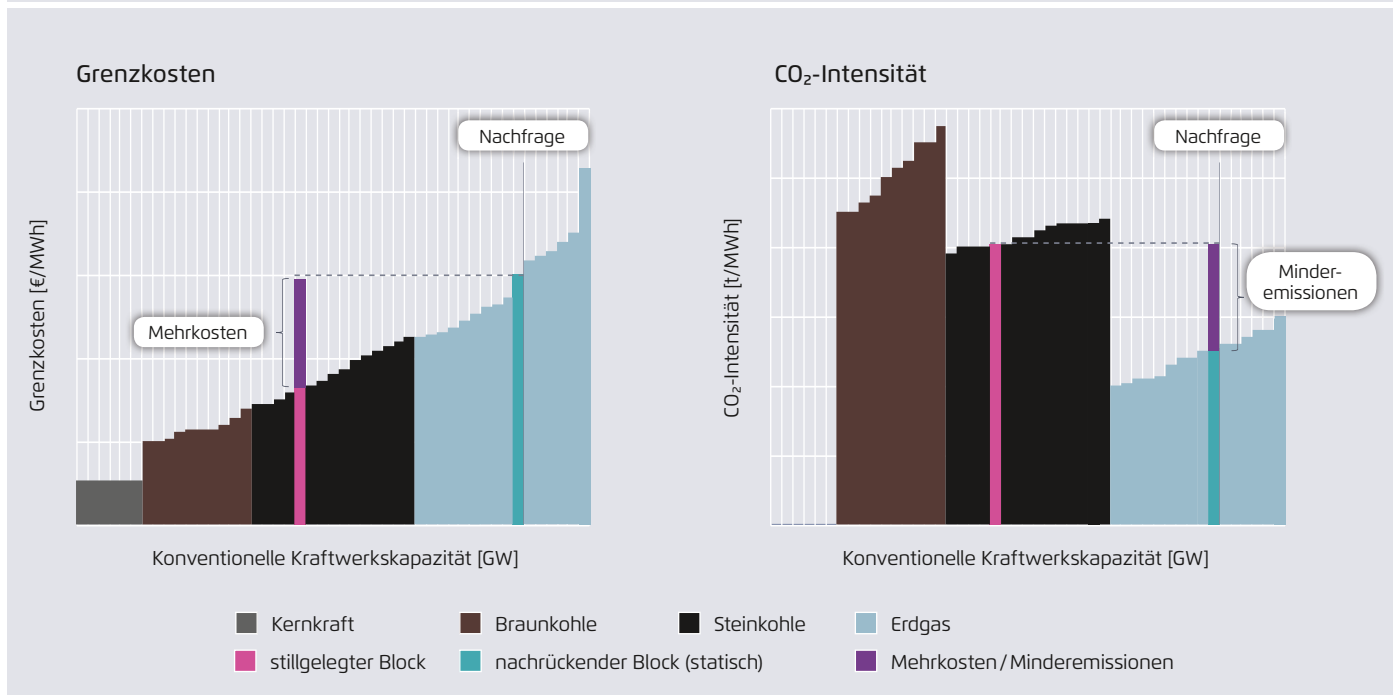 Grenzkosten
Nachfrage
Grenzkosten [€/MWh]
Mehrkosten
Konventionelle Kraftwerkskapazität [GW]
CO₂-Intensität
Nachfrage
CO₂-Intensität [t/MWh]
Minder-
emissionen
Konventionelle Kraftwerkskapazität [GW]
Kernkraft
Braunkohle
Steinkohle
Erdgas
stillgelegter Block
nachrückender Block (statisch)
Mehrkosten / Minderemissionen